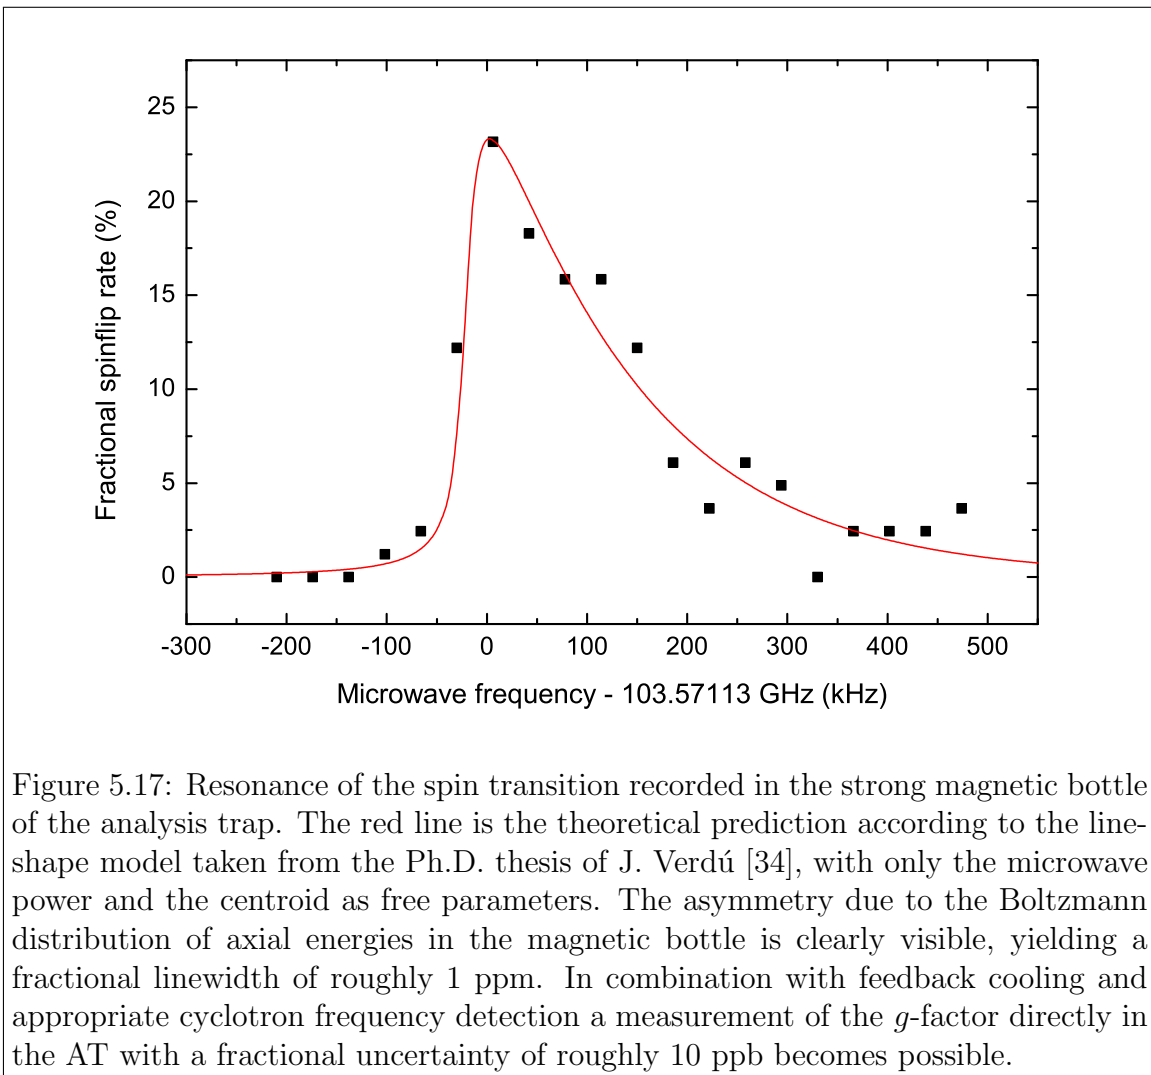 25
20
15
10
5
0
Fractional spinflip rate (%)
-300 -200 -100 0 100 200 300 400 500
Microwave frequency - 103.57113 GHz (kHz)
Figure 5.17: Resonance of the spin transition recorded in the strong magnetic bottle
of the analysis trap. The red line is the theoretical prediction according to the line-
shape model taken from the Ph.D. thesis of J. Verdú [34], with only the microwave
power and the centroid as free parameters. The asymmetry due to the Boltzmann
distribution of axial energies in the magnetic bottle is clearly visible, yielding a
fractional linewidth of roughly 1 ppm. In combination with feedback cooling and
appropriate cyclotron frequency detection a measurement of the g-factor directly in
the AT with a fractional uncertainty of roughly 10 ppb becomes possible.